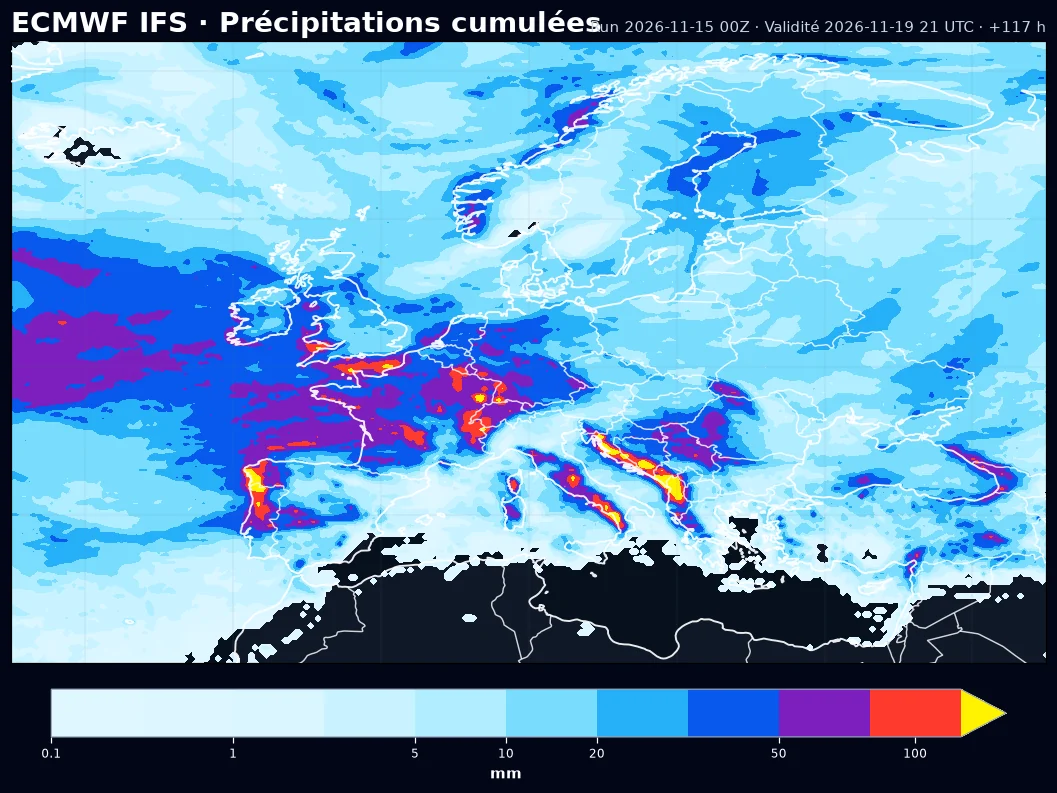 ECMWF IFS · Précipitations cumulées
Run 2026-11-15 00Z · Validité 2026-11-19 21 UTC · +117 h
0.1 1 5 10 20 50 100
mm